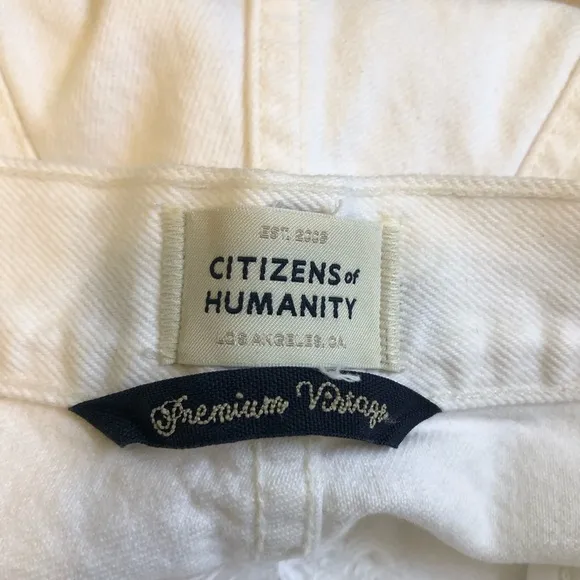 EST. 2003
CITIZENS of
HUMANITY
LOS ANGELES, CA.
Premium Vintage